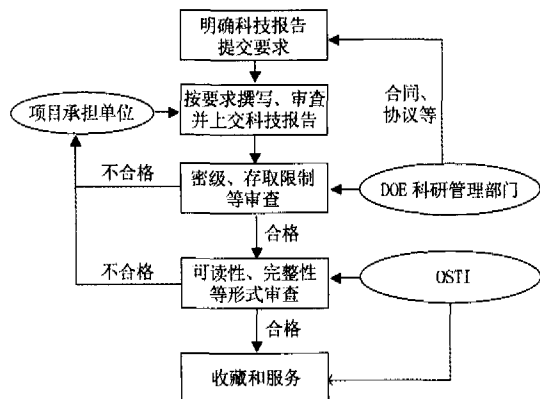 明确科技报告
提交要求
合同、
协议等
项目承担单位
按要求撰写、审查
并上交科技报告
不合格
密级、存取限制
等审查
DOE 科研管理部门
合格
不合格
可读性、完整性
等形式审查
OSTI
合格
收藏和服务